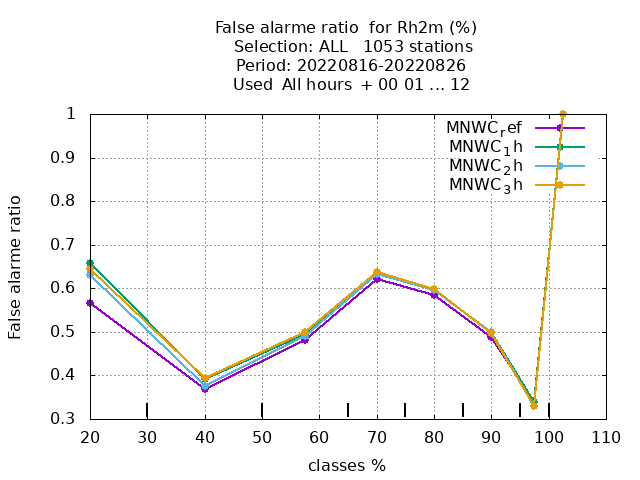 False alarme ratio  for Rh2m (%)
Selection: ALL   1053 stations
Period: 20220816-20220826
Used  All hours  + 00 01 ... 12
1
0.9
0.8
0.7
0.6
0.5
0.4
0.3
False alarme ratio
MNWC_ref
MNWC_1h
MNWC_2h
MNWC_3h
20 30 40 50 60 70 80 90 100 110
classes %